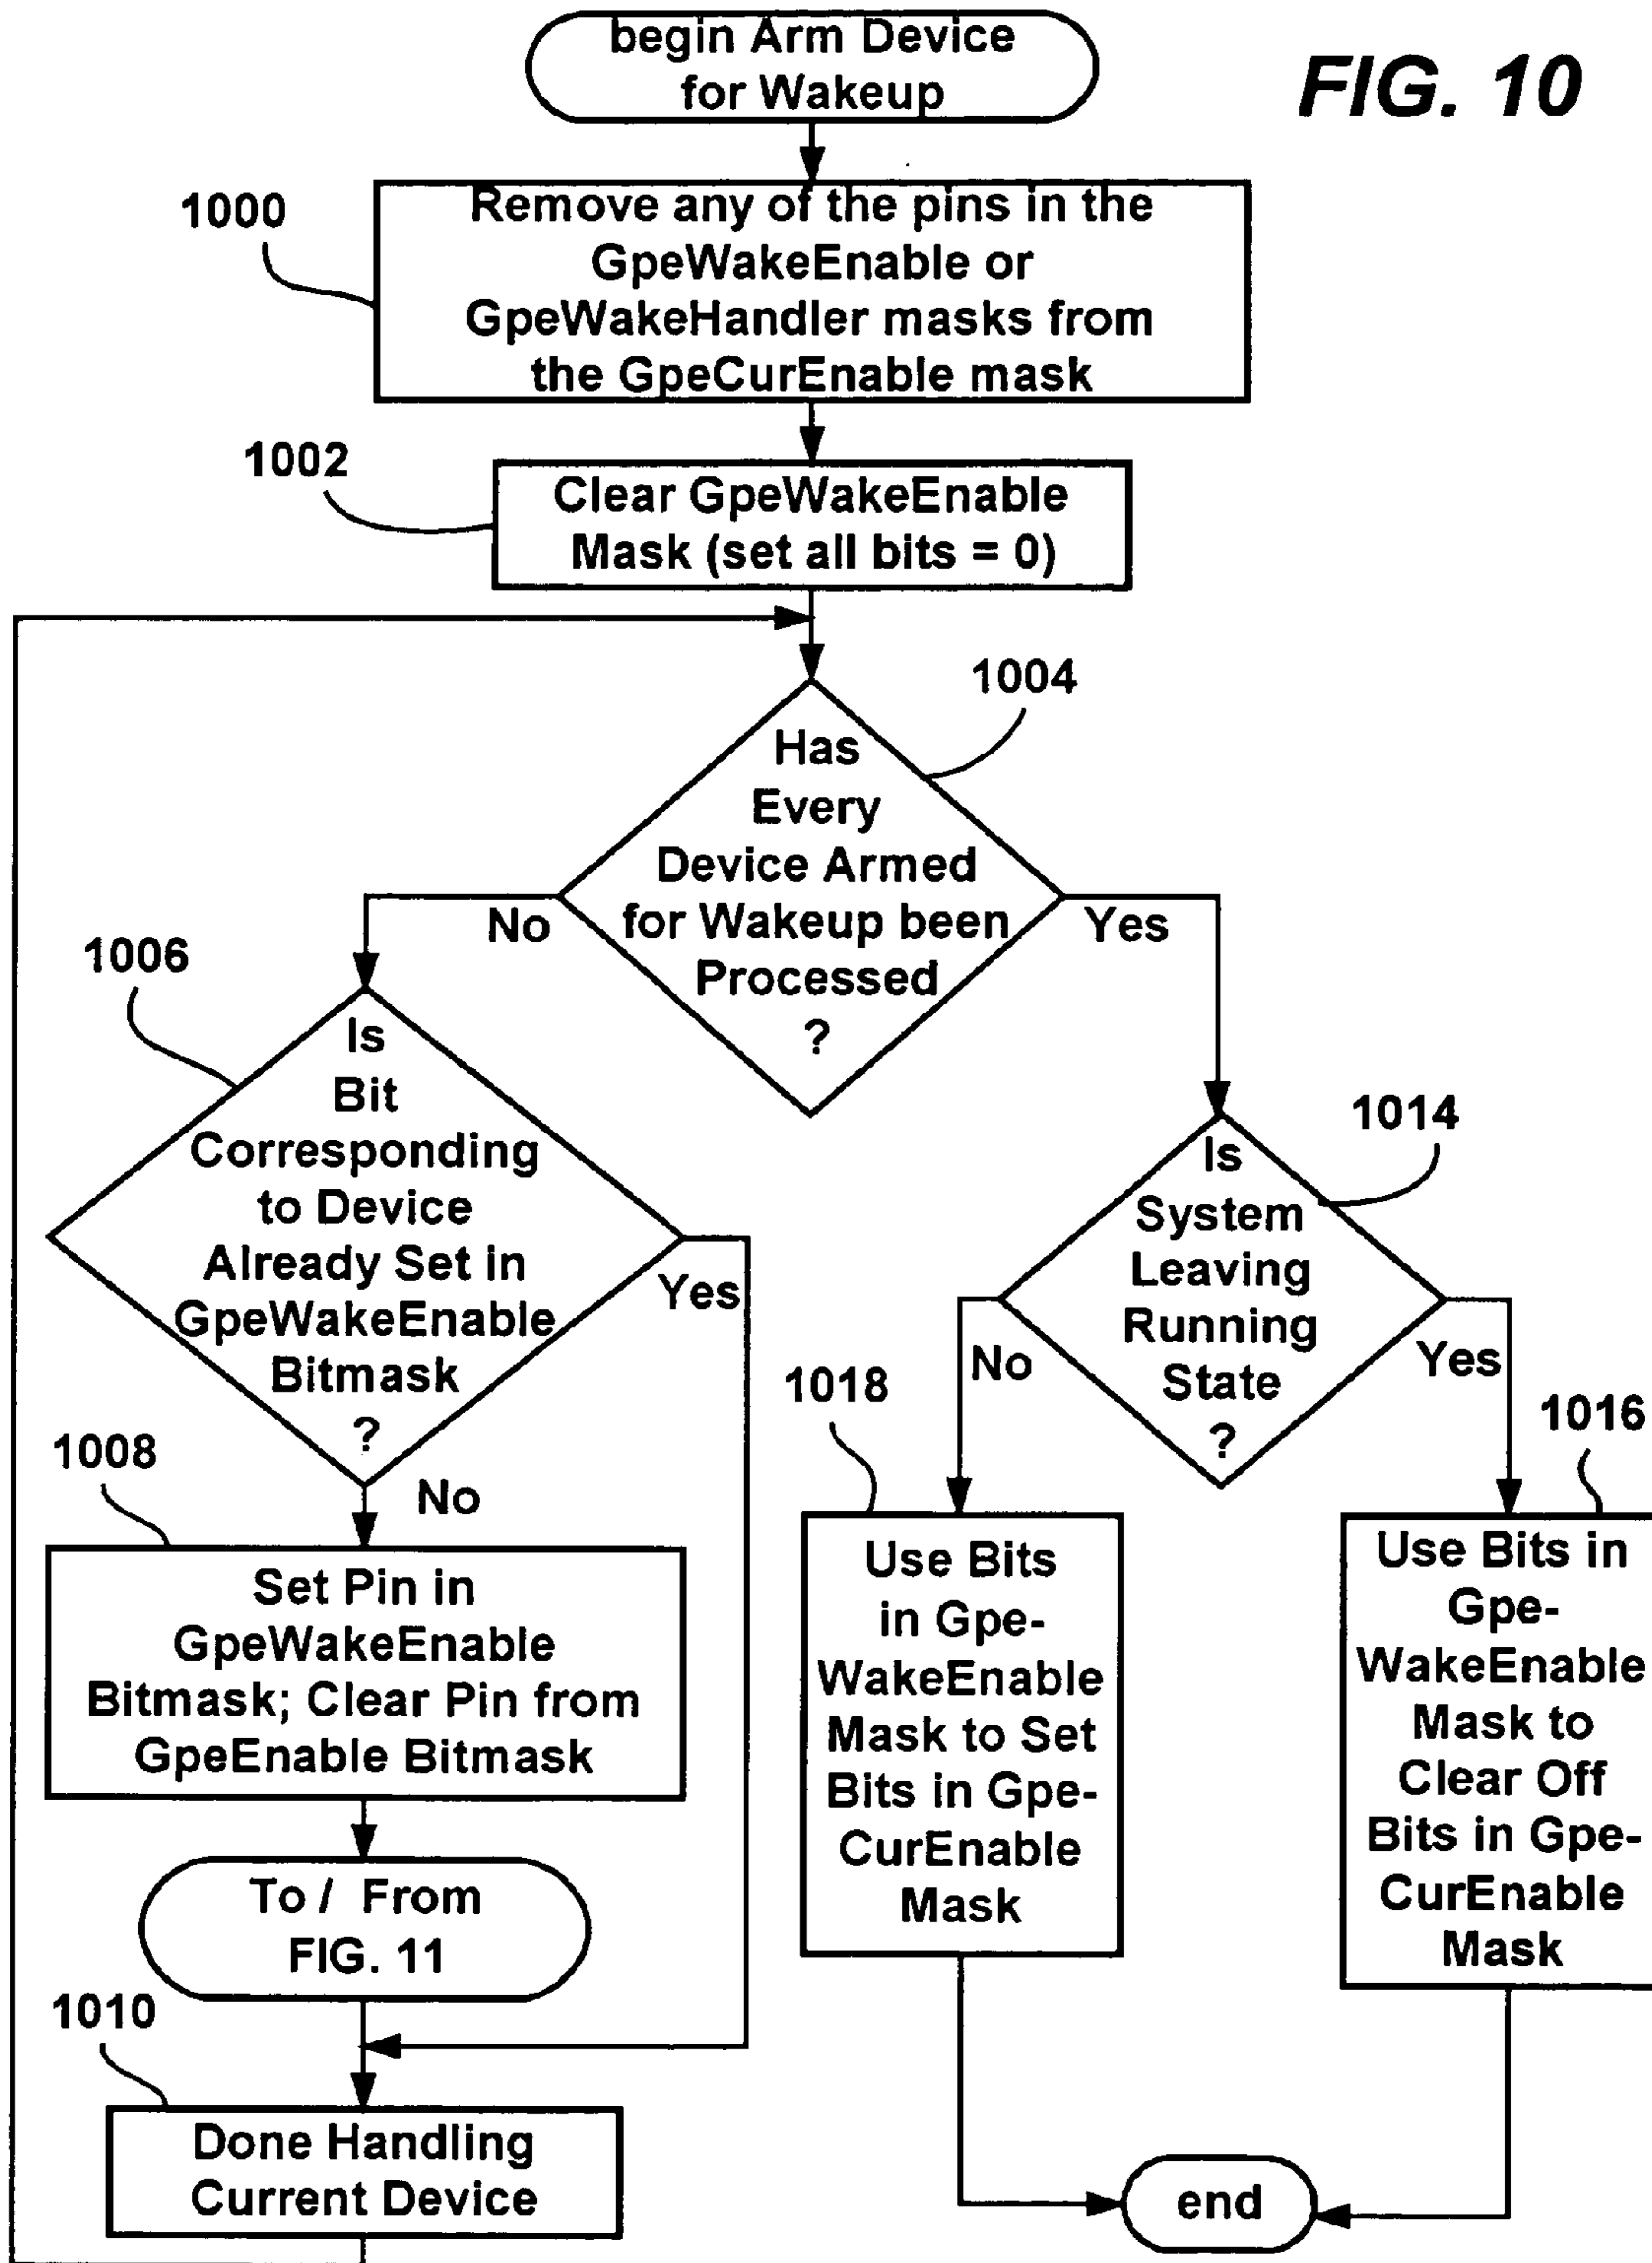 begin Arm Device
for Wakeup
FIG. 10
1000
Remove any of the pins in the
GpeWakeEnable or
GpeWakeHandler masks from
the GpeCurEnable mask
1002
Clear GpeWakeEnable
Mask (set all bits = 0)
1004
Has
Every
Device Armed
for Wakeup been
Processed
?
No
Yes
1006
Is
Bit
Corresponding
to Device
Already Set in
GpeWakeEnable
Bitmask
?
Yes
No
1014
Is
System
Leaving
Running
State
?
No
Yes
1008
Set Pin in
GpeWakeEnable
Bitmask; Clear Pin from
GpeEnable Bitmask
To / From
FIG. 11
1010
Done Handling
Current Device
1018
Use Bits
in Gpe-
WakeEnable
Mask to Set
Bits in Gpe-
CurEnable
Mask
1016
Use Bits in
Gpe-
WakeEnable
Mask to
Clear Off
Bits in Gpe-
CurEnable
Mask
end